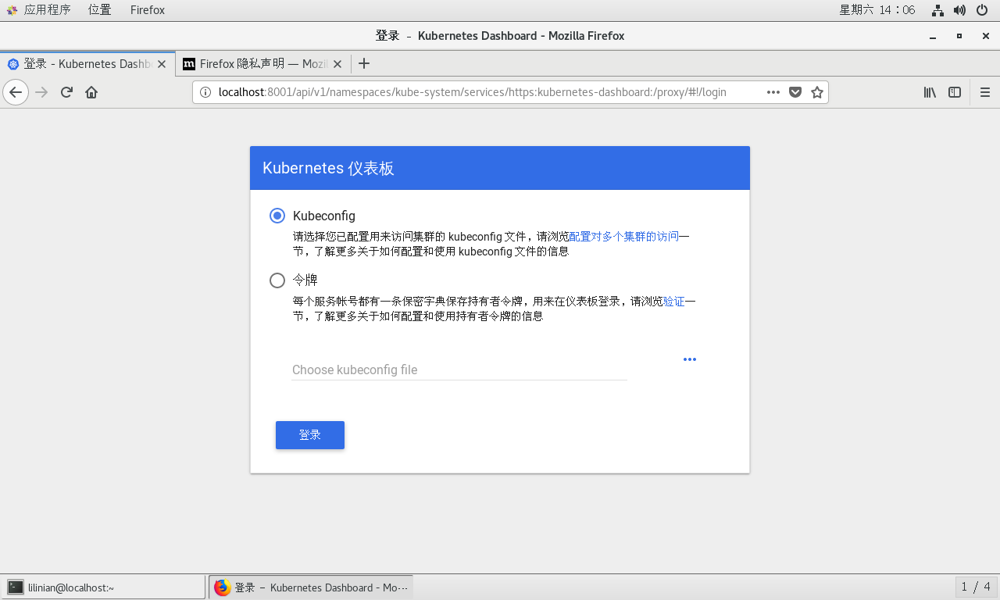 应用程序 位置 Firefox 星期六 14：06
登录 - Kubernetes Dashboard - Mozilla Firefox
登录 - Kubernetes Dashb Firefox 隐私声明 — Mozil
localhost:8001/api/v1/namespaces/kube-system/services/https:kubernetes-dashboard:/proxy/#!/login
Kubernetes 仪表板
Kubeconfig
请选择您已配置用来访问集群的 kubeconfig 文件，请浏览配置对多个集群的访问一
节，了解更多关于如何配置和使用 kubeconfig 文件的信息
令牌
每个服务帐号都有一条保密字典保存持有者令牌，用来在仪表板登录，请浏览验证一
节，了解更多关于如何配置和使用持有者令牌的信息
Choose kubeconfig file
登录
lilinian@localhost:~ 登录 - Kubernetes Dashboard - Mo··· 1 / 4